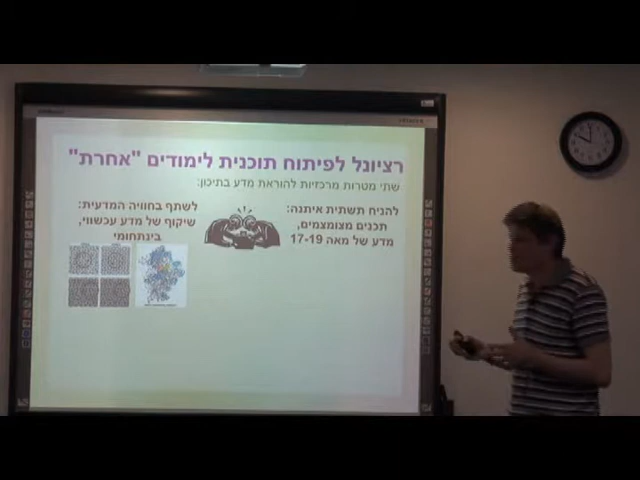 רציונל לפיתוח תוכנית לימודים "אחרת"
שתי מטרות מרכזיות להוראת מדע בתיכון:
להניח תשתית איתנה:
תכנים מצומצמים,
מדע של מאה 17-19
לשתף בחוויה המדעית:
שיקוף של מדע עכשווי,
בינתחומי